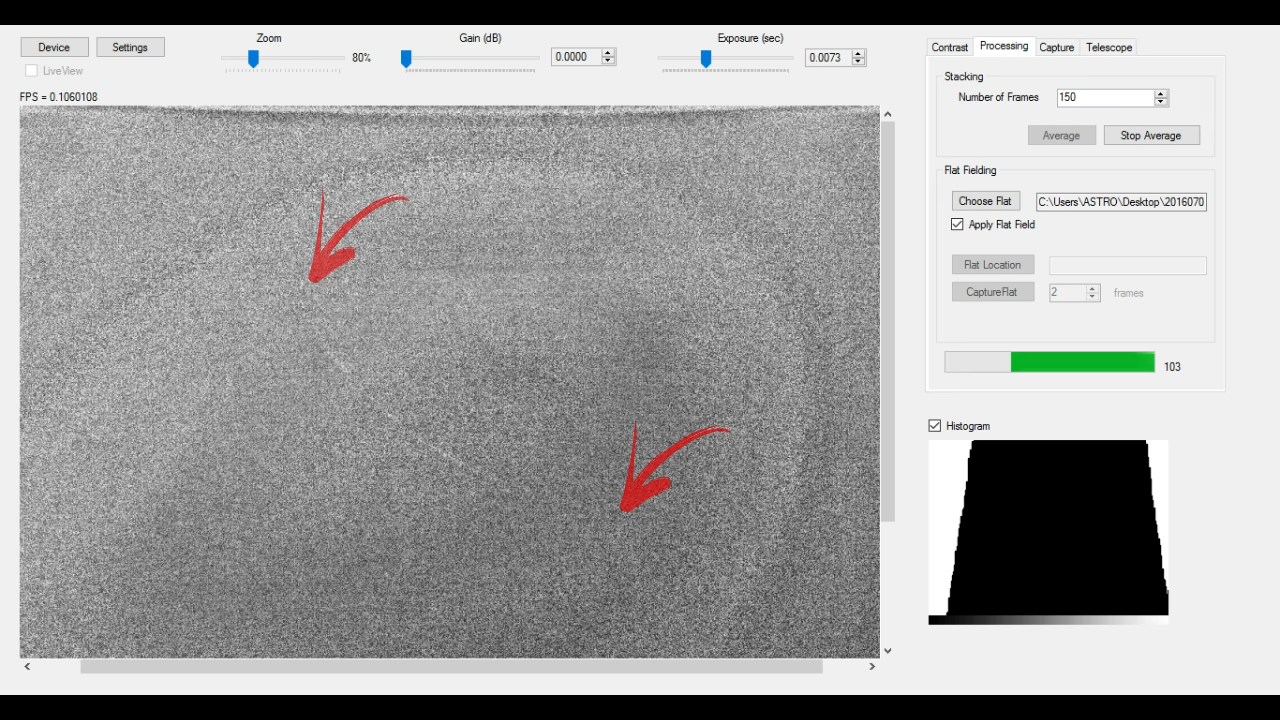 Device Settings Zoom Gain (dB) Exposure (sec)
80% 0.0000 0.0073
LiveView
FPS = 0.1060108
Contrast Processing Capture Telescope
Stacking
Number of Frames 150
Average Stop Average
Flat Fielding
Choose Flat C:\Users\ASTRO\Desktop\2016070
Apply Flat Field
Flat Location
CaptureFlat 2 frames
103
Histogram